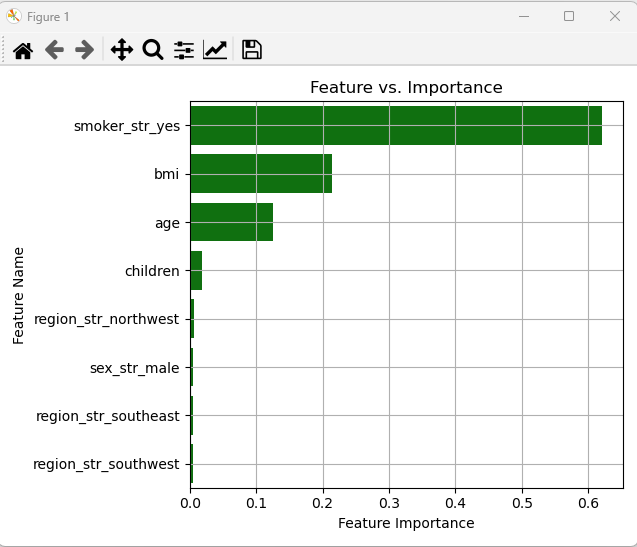 Figure 1
Feature vs. Importance
smoker_str_yes
bmi
age
children
region_str_northwest
sex_str_male
region_str_southeast
region_str_southwest
Feature Name
0.0 0.1 0.2 0.3 0.4 0.5 0.6
Feature Importance